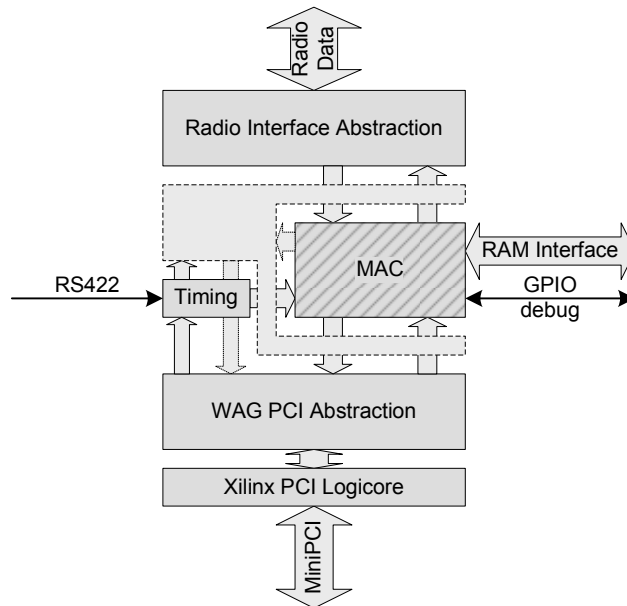 Radio
Data
Radio Interface Abstraction
MAC
RAM Interface
RS422
Timing
GPIO
debug
WAG PCI Abstraction
Xilinx PCI Logicore
MiniPCI